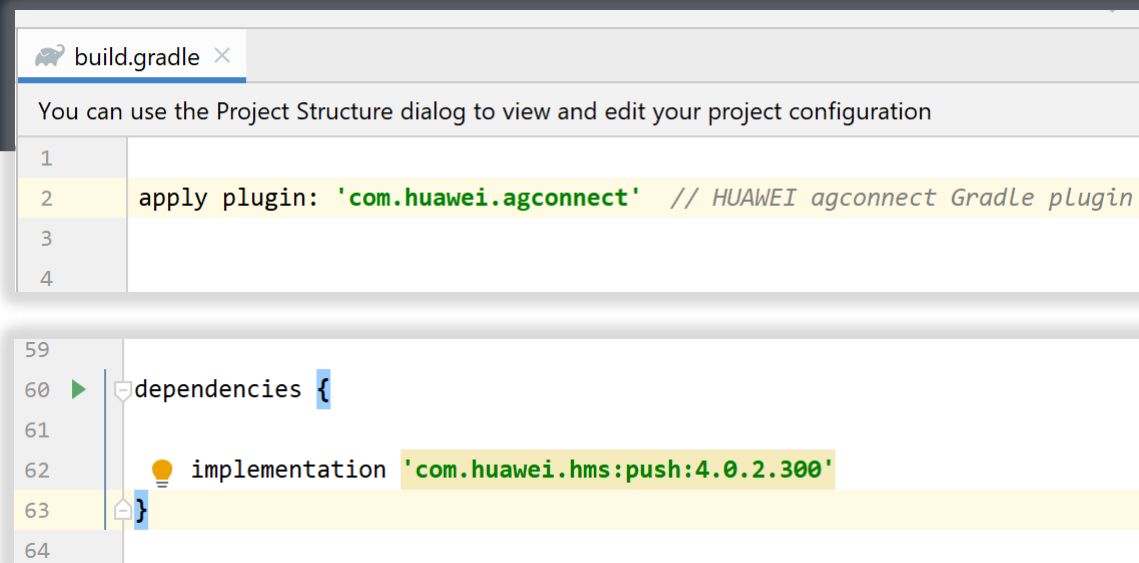 build.gradle
You can use the Project Structure dialog to view and edit your project configuration
1
2 apply plugin: 'com.huawei.agconnect' // HUAWEI agconnect Gradle plugin
3
4
59
60 dependencies {
61
62 implementation 'com.huawei.hms:push:4.0.2.300'
63 }
64